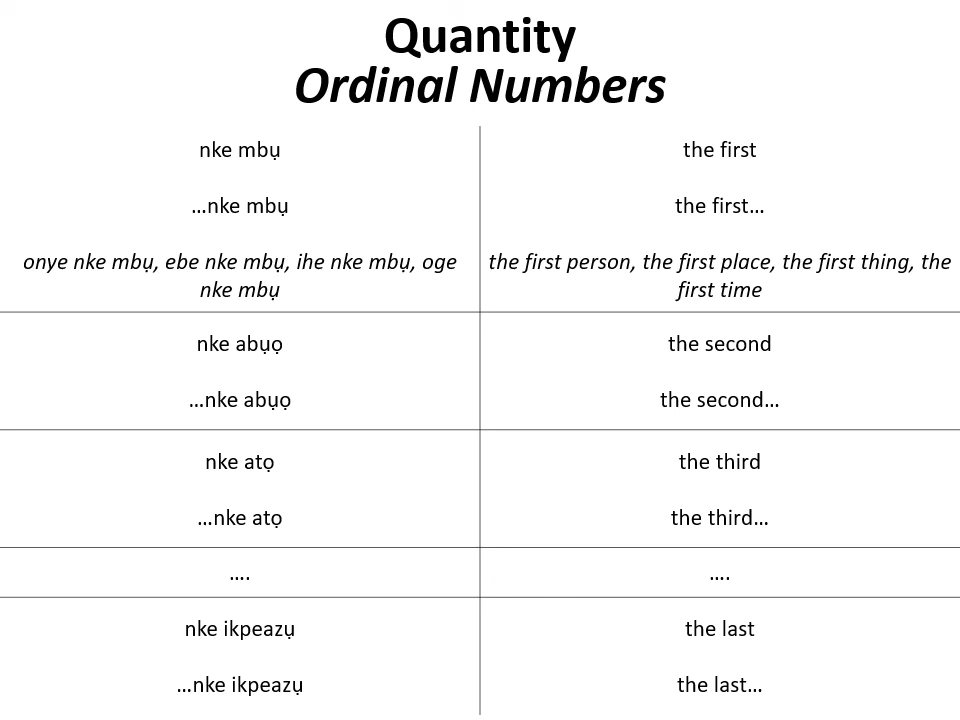 Quantity
Ordinal Numbers
nke mbụ
the first
...nke mbụ
the first...
onye nke mbụ, ebe nke mbụ, ihe nke mbụ, oge
nke mbụ
the first person, the first place, the first thing, the
first time
nke abụọ
the second
...nke abụọ
the second...
nke atọ
the third
...nke atọ
the third...
....
....
nke ikpeazụ
the last
...nke ikpeazụ
the last...